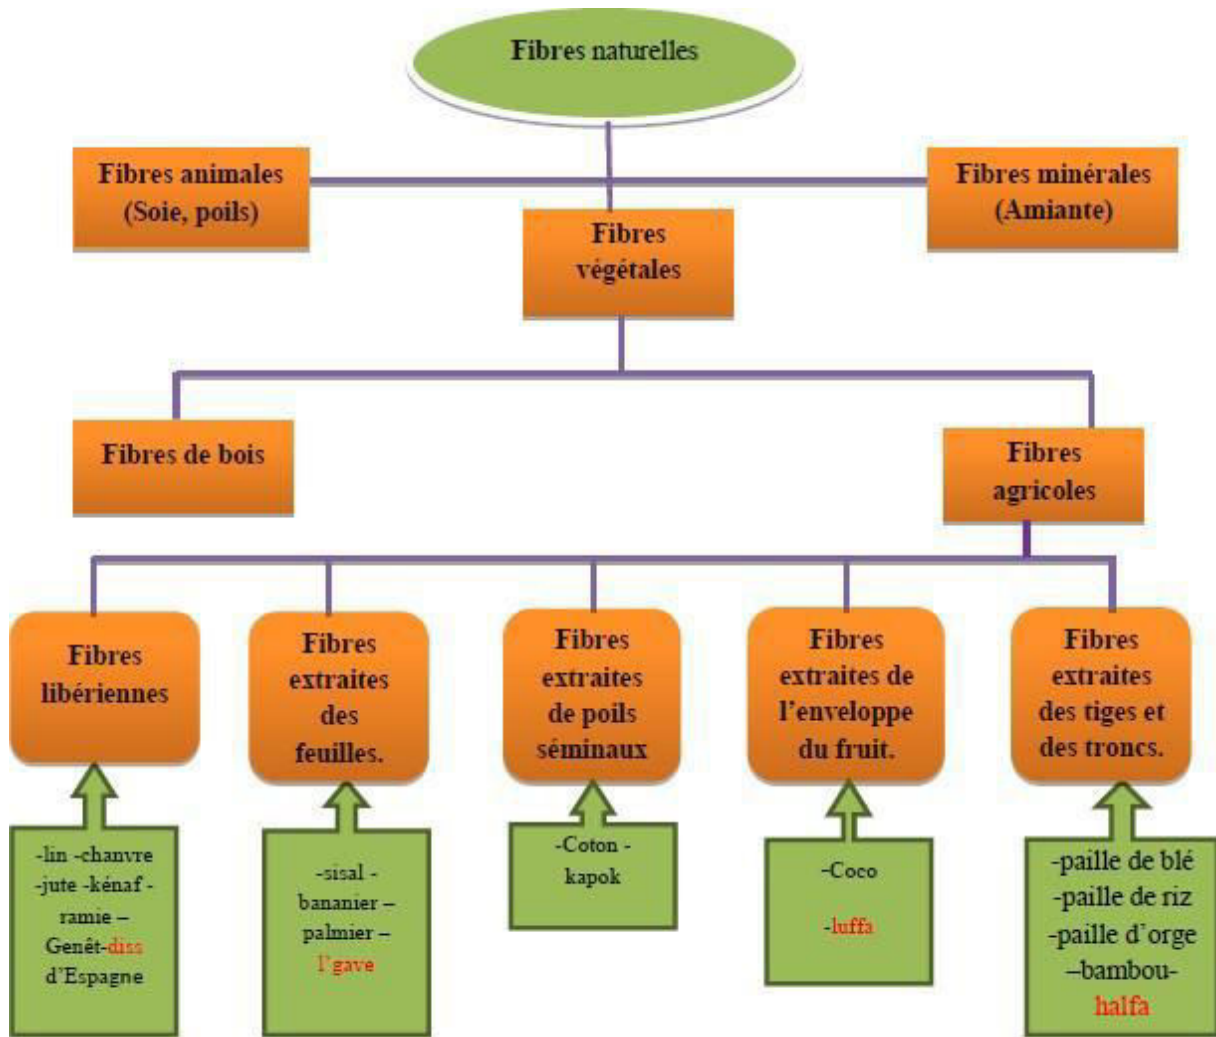 Fibres naturelles
Fibres animales
(Soie, poils)
Fibres minérales
(Amiante)
Fibres
végétales
Fibres de bois
Fibres
agricoles
Fibres
libériennes
Fibres
extraites
des
feuilles.
Fibres
extraites
de poils
séminaux
Fibres
extraites de
l’enveloppe
du fruit.
Fibres
extraites
des tiges et
des troncs.
-lin -chanvre
-jute -kénaf -
ramie –
Genêt-diss
d’Espagne
-sisal -
bananier –
palmier –
l’gave
-Coton -
kapok
-Coco
-luffa
-paille de blé
-paille de riz
-paille d’orge
–bambou-
halfa